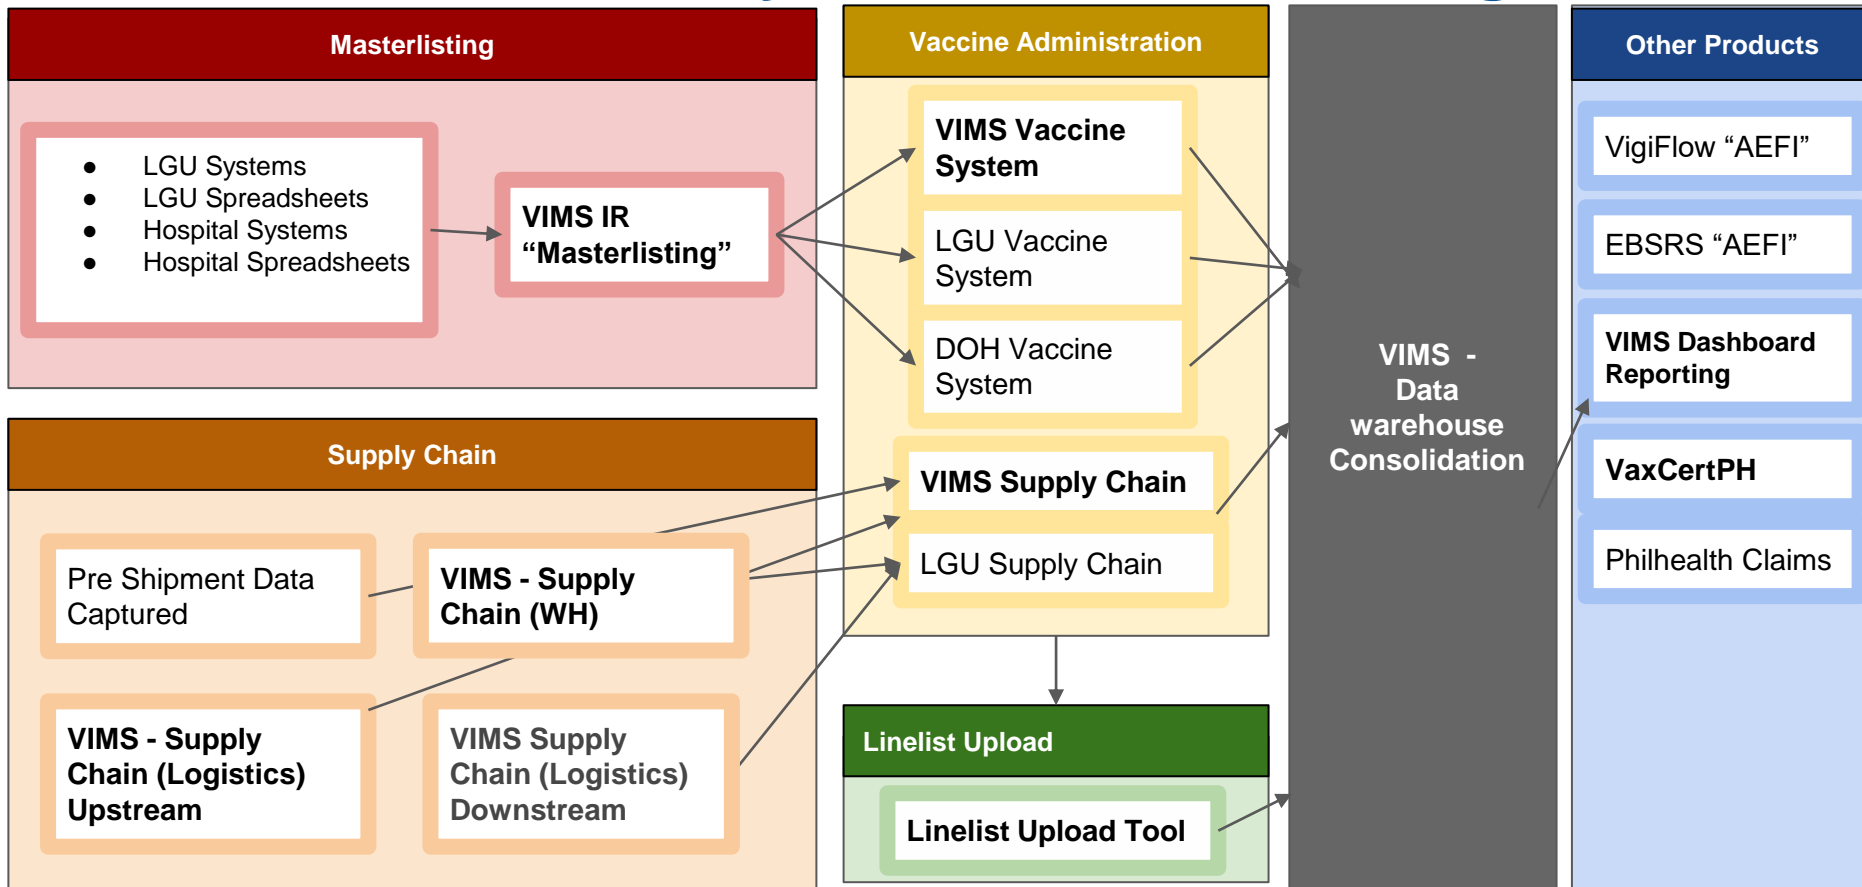 Masterlisting
● LGU Systems
● LGU Spreadsheets
● Hospital Systems
● Hospital Spreadsheets
VIMS IR
“Masterlisting”
Supply Chain
Pre Shipment Data
Captured
VIMS - Supply
Chain (WH)
VIMS - Supply
Chain (Logistics)
Upstream
VIMS Supply
Chain (Logistics)
Downstream
Vaccine Administration
VIMS Vaccine
System
LGU Vaccine
System
DOH Vaccine
System
VIMS Supply Chain
LGU Supply Chain
Linelist Upload
Linelist Upload Tool
VIMS -
Data
warehouse
Consolidation
Other Products
VigiFlow “AEFI”
EBSRS “AEFI”
VIMS Dashboard
Reporting
VaxCertPH
Philhealth Claims